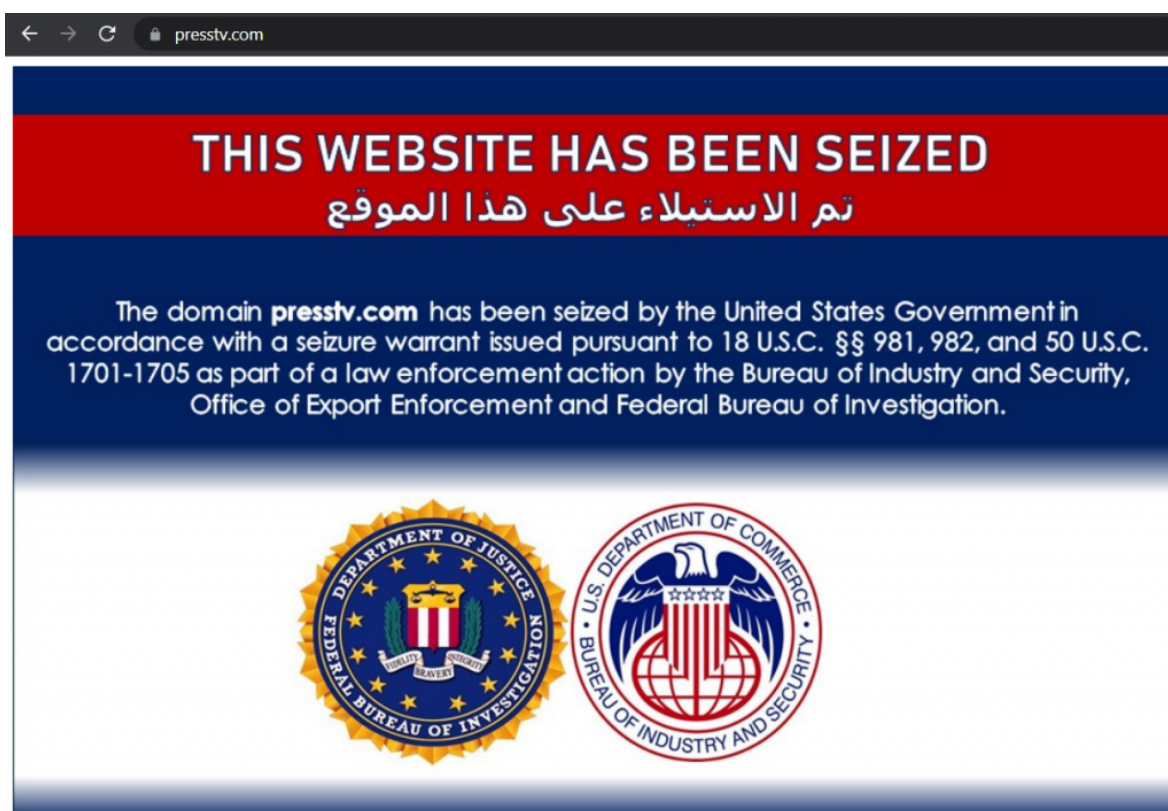 presstv.com
THIS WEBSITE HAS BEEN SEIZED
تم الاستيلاء على هذا الموقع
The domain presstv.com has been seized by the United States Government in
accordance with a seizure warrant issued pursuant to 18 U.S.C. §§ 981, 982, and 50 U.S.C.
1701-1705 as part of a law enforcement action by the Bureau of Industry and Security,
Office of Export Enforcement and Federal Bureau of Investigation.
DEPARTMENT OF JUSTICE
FEDERAL BUREAU OF INVESTIGATION
FIDELITY BRAVERY INTEGRITY
U.S. DEPARTMENT OF COMMERCE
BUREAU OF INDUSTRY AND SECURITY